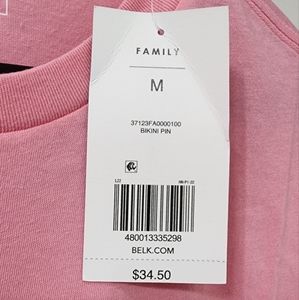 FAMILY
M
37123FA0000100
BIKINI PIN
480013335298
BELK.COM
$34.50